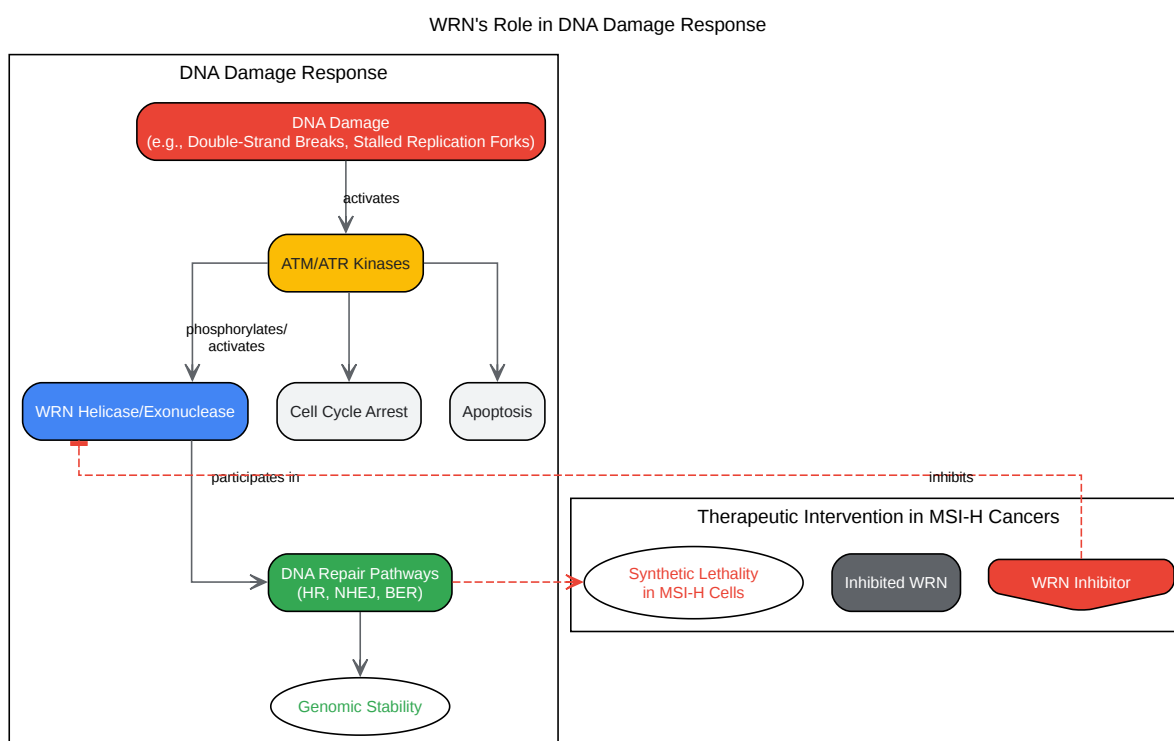 WRN's Role in DNA Damage Response
DNA Damage Response
DNA Damage
(e.g., Double-Strand Breaks, Stalled Replication Forks)
activates
ATM/ATR Kinases
phosphorylates/
activates
WRN Helicase/Exonuclease
Cell Cycle Arrest
Apoptosis
participates in
inhibits
Therapeutic Intervention in MSI-H Cancers
DNA Repair Pathways
(HR, NHEJ, BER)
Synthetic Lethality
in MSI-H Cells
Inhibited WRN
WRN Inhibitor
Genomic Stability